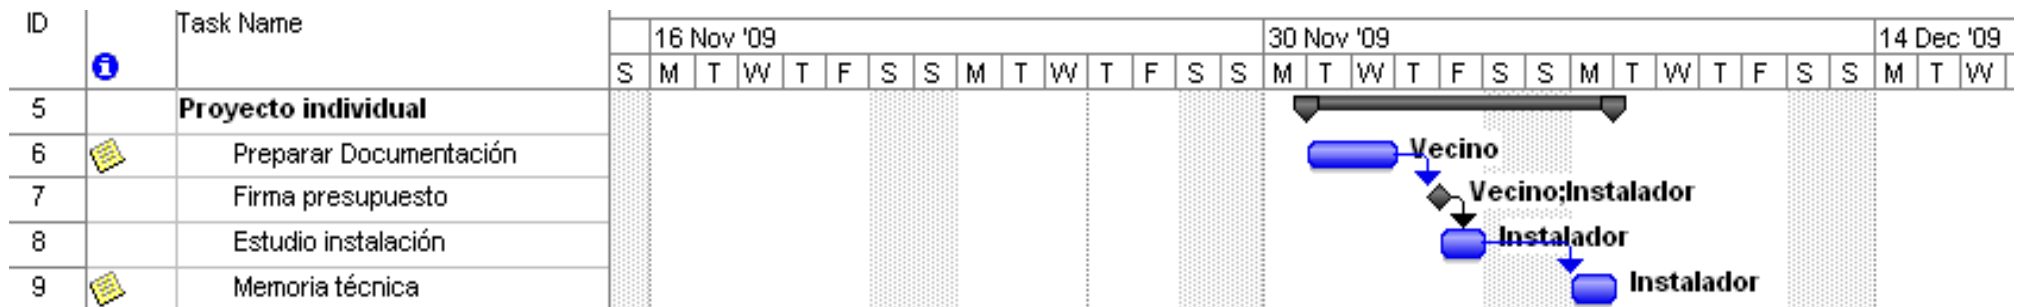 ID Task Name 16 Nov '09 30 Nov '09 14 Dec '09
S M T W T F S S M T W T F S S M T W T F S S M T W T F S S M T W
5 Proyecto individual
6 Preparar Documentación Vecino
7 Firma presupuesto Vecino;Instalador
8 Estudio instalación Instalador
9 Memoria técnica Instalador